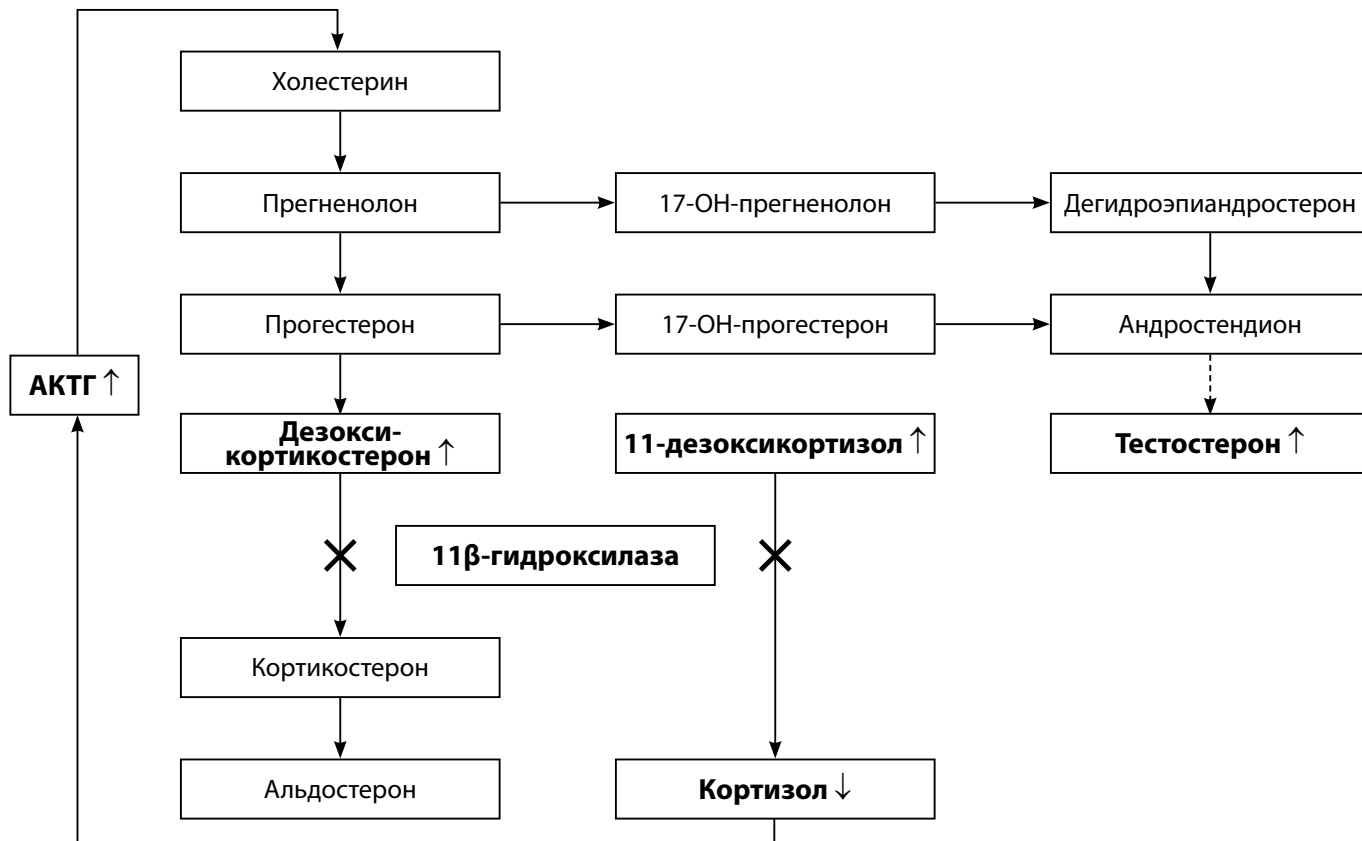 Холестерин
Прегненолон
17-ОН-прегненолон
Дегидроэпиандростерон
Прогестерон
17-ОН-прогестерон
Андростендион
АКТГ ↑
Дезокси-
кортикостерон ↑
11-дезоксикортизол ↑
Тестостерон ↑
11β-гидроксилаза
Кортикостерон
Альдостерон
Кортизол ↓